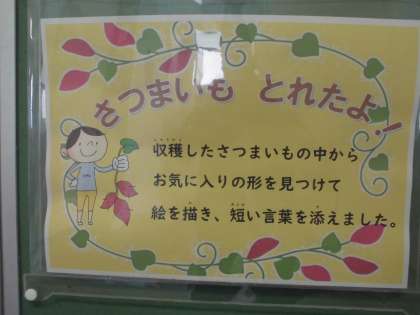 さつまいも とれたよ!
収穫したさつまいもの中から
お気に入りの形を見つけて
絵を描き、短い言葉を添えました。